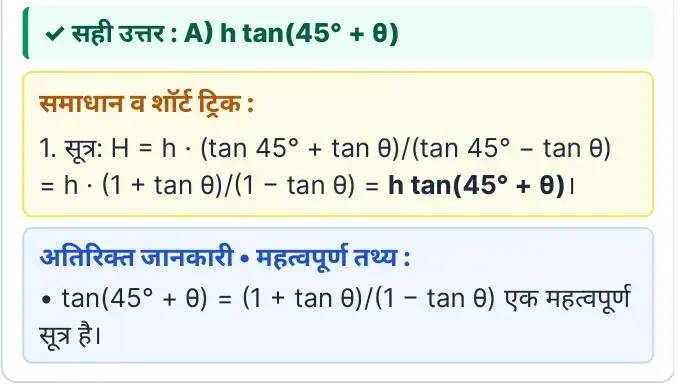 ✓ सही उत्तर : A) h tan(45° + θ)
समाधान व शॉर्ट ट्रिक :
1. सूत्र: H = h · (tan 45° + tan θ)/(tan 45° − tan θ)
= h · (1 + tan θ)/(1 − tan θ) = h tan(45° + θ)।
अतिरिक्त जानकारी • महत्वपूर्ण तथ्य :
• tan(45° + θ) = (1 + tan θ)/(1 − tan θ) एक महत्वपूर्ण
सूत्र है।